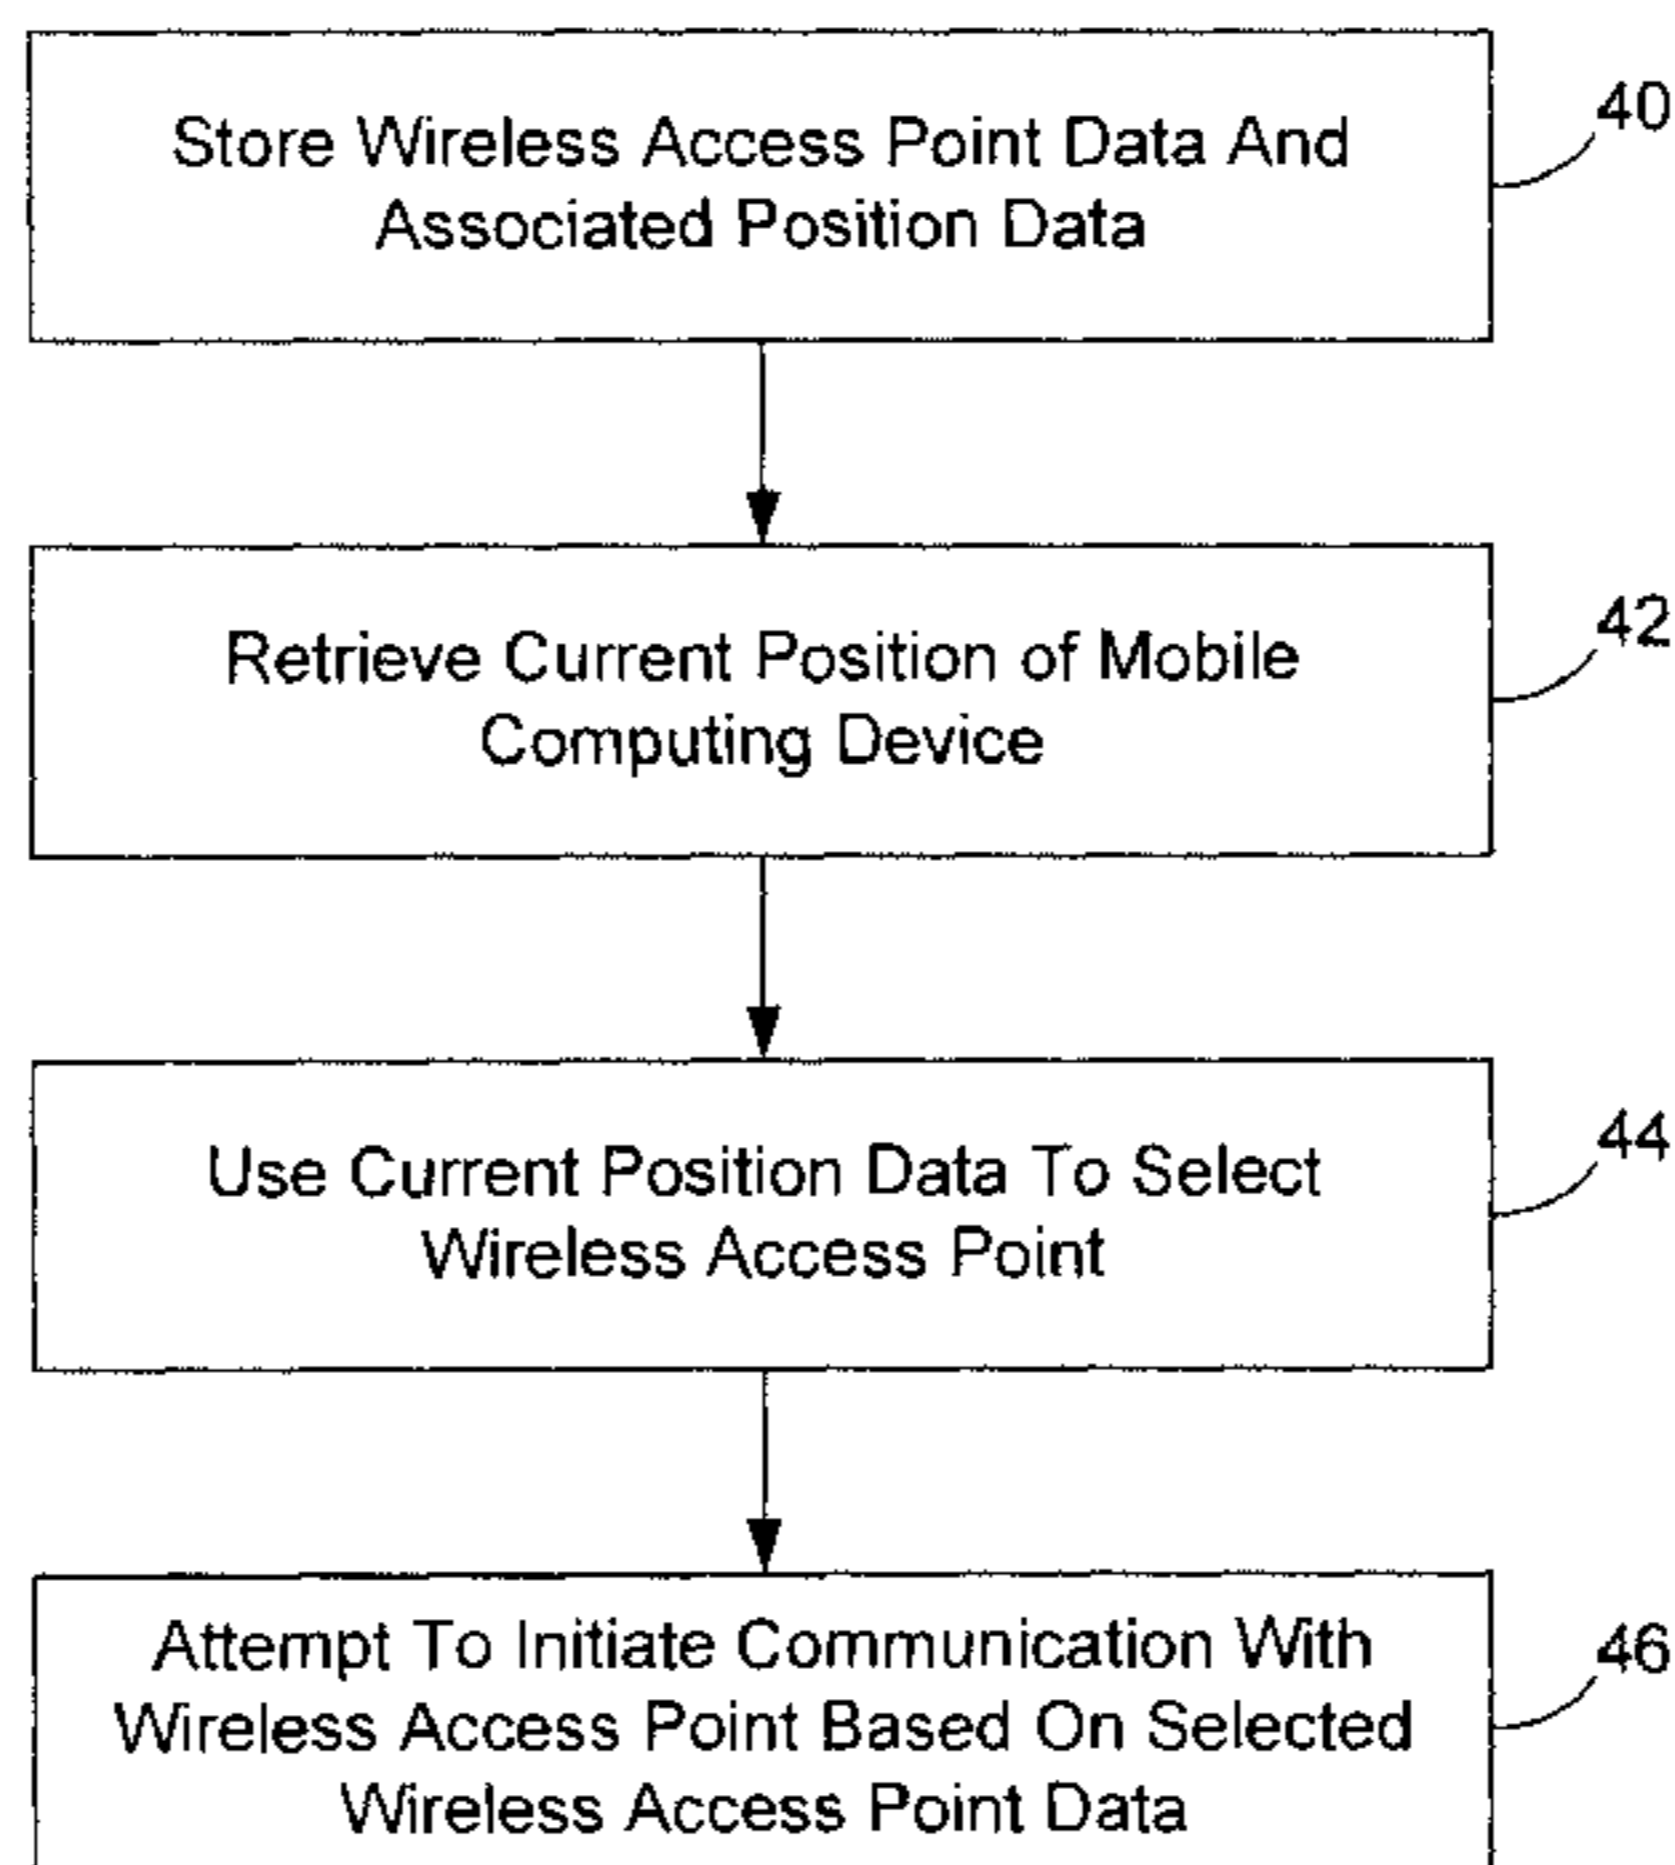 Store Wireless Access Point Data And
Associated Position Data
40
Retrieve Current Position of Mobile
Computing Device
42
Use Current Position Data To Select
Wireless Access Point
44
Attempt To Initiate Communication With
Wireless Access Point Based On Selected
Wireless Access Point Data
46